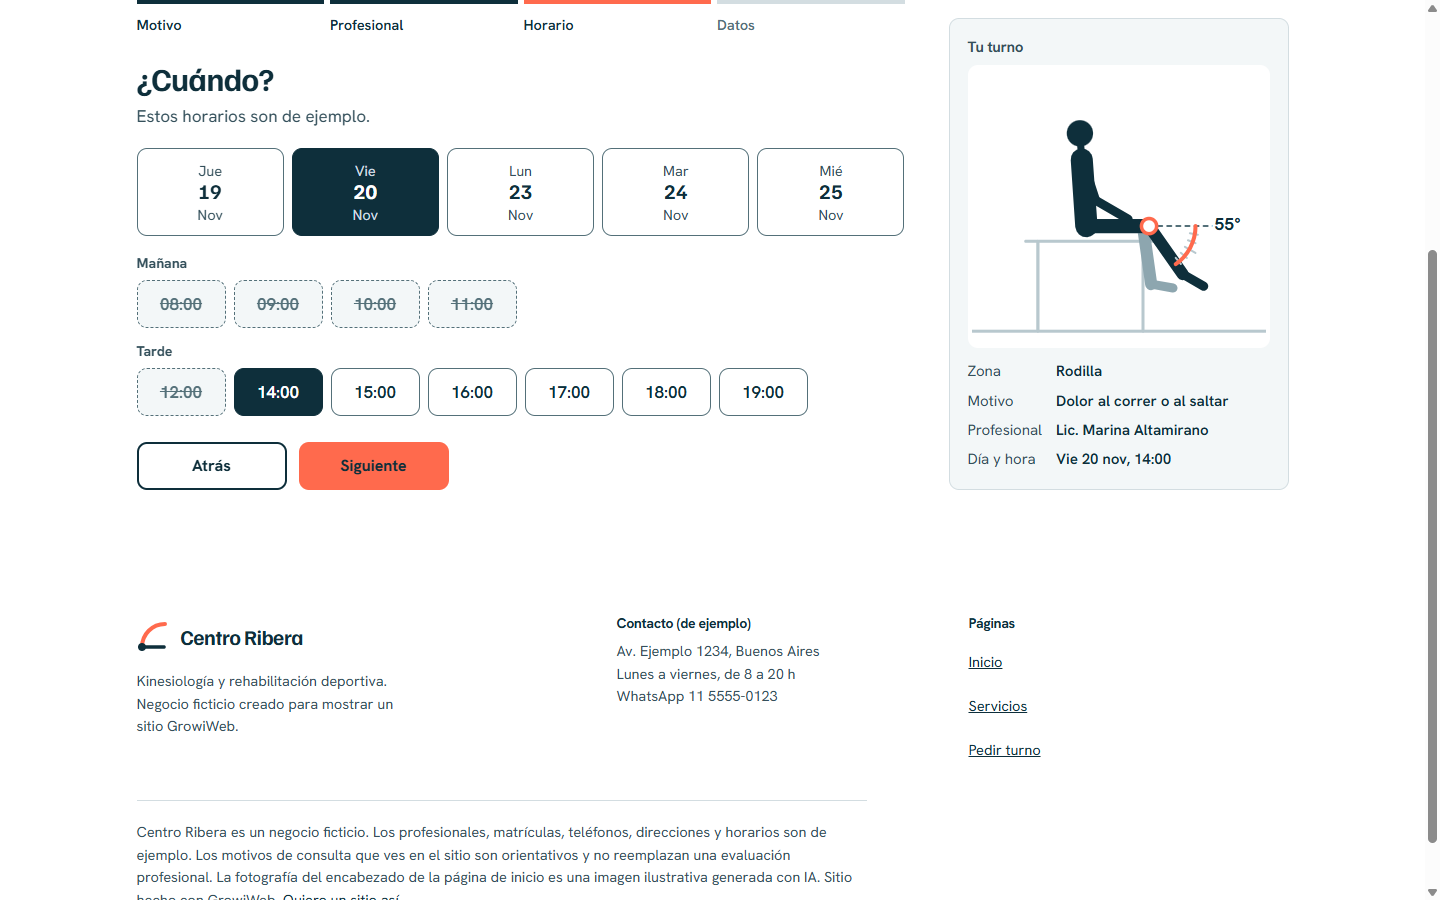 Motivo
Profesional
Horario
Datos
¿Cuándo?
Estos horarios son de ejemplo.
Jue
19
Nov
Vie
20
Nov
Lun
23
Nov
Mar
24
Nov
Mié
25
Nov
Mañana
08:00
09:00
10:00
11:00
Tarde
12:00
14:00
15:00
16:00
17:00
18:00
19:00
Atrás
Siguiente
Tu turno
55°
Zona Rodilla
Motivo Dolor al correr o al saltar
Profesional Lic. Marina Altamirano
Día y hora Vie 20 nov, 14:00
Centro Ribera
Kinesiología y rehabilitación deportiva.
Negocio ficticio creado para mostrar un
sitio GrowiWeb.
Contacto (de ejemplo)
Av. Ejemplo 1234, Buenos Aires
Lunes a viernes, de 8 a 20 h
WhatsApp 11 5555-0123
Páginas
Inicio
Servicios
Pedir turno
Centro Ribera es un negocio ficticio. Los profesionales, matrículas, teléfonos, direcciones y horarios son de
ejemplo. Los motivos de consulta que ves en el sitio son orientativos y no reemplazan una evaluación
profesional. La fotografía del encabezado de la página de inicio es una imagen ilustrativa generada con IA. Sitio
hecho con GrowiWeb. Quiero un sitio así